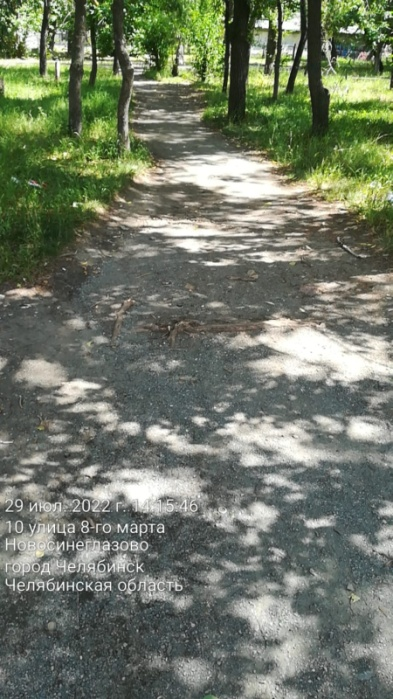 29 июл. 2022 г. 14:15:46
10 улица 8-го марта
Новосинеглазово
город Челябинск
Челябинская область